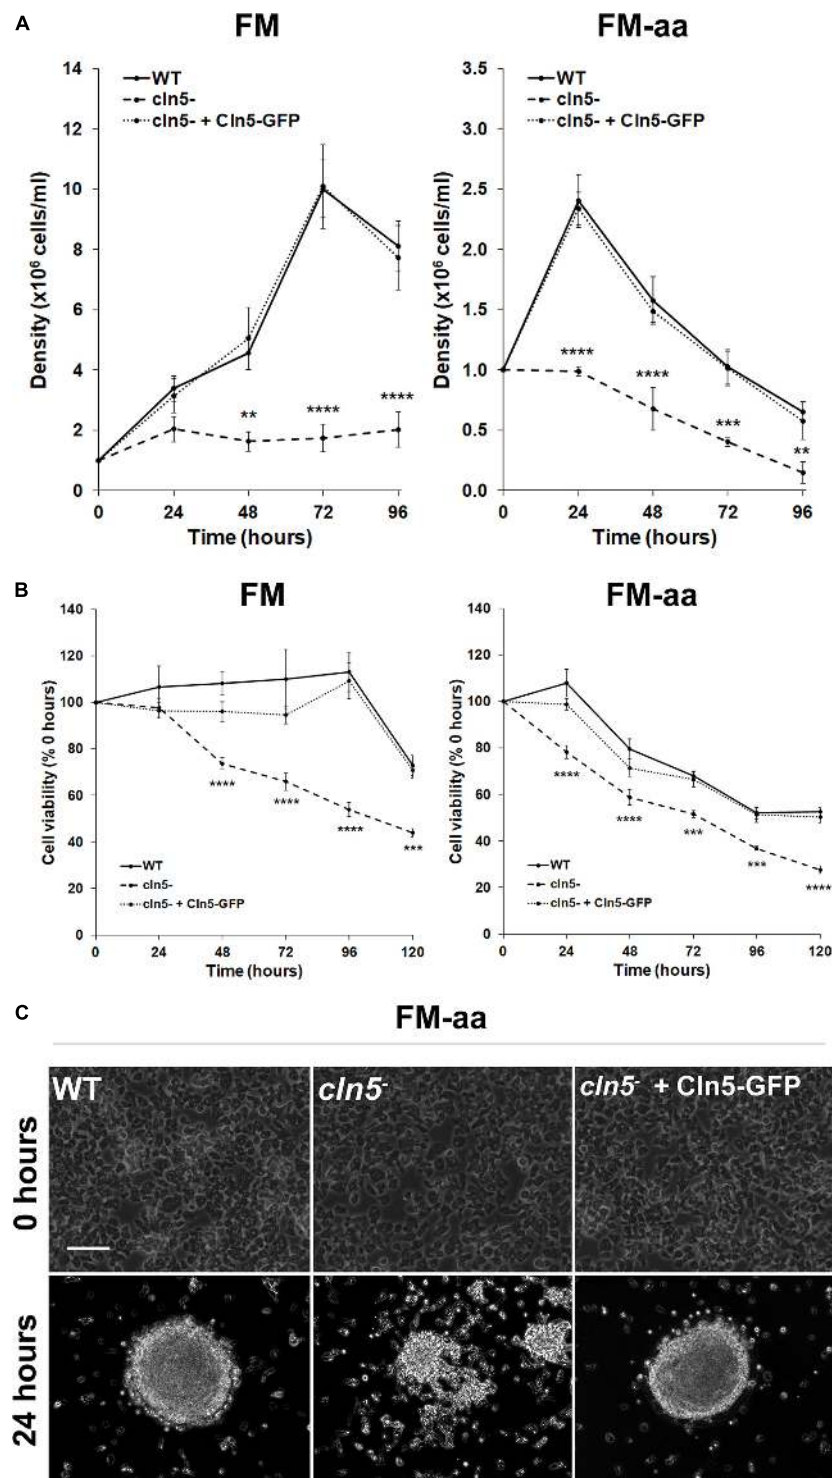 A
FM
FM-aa
14
12
10
8
6
4
2
0
Density (x10⁶ cells/ml)
WT
cln5-
cln5- + Cln5-GFP
**
****
****
0 24 48 72 96
Time (hours)
3.5
3.0
2.5
2.0
1.5
1.0
0.5
0.0
Density (x10⁶ cells/ml)
WT
cln5-
cln5- + Cln5-GFP
****
****
***
**
0 24 48 72 96
Time (hours)
B
FM
FM-aa
140
120
100
80
60
40
20
0
Cell viability (% 0 hours)
****
****
****
***
WT
cln5-
cln5- + Cln5-GFP
0 24 48 72 96 120
Time (hours)
140
120
100
80
60
40
20
0
Cell viability (% 0 hours)
****
****
***
***
****
WT
cln5-
cln5- + Cln5-GFP
0 24 48 72 96 120
Time (hours)
C
FM-aa
WT
cln5⁻
cln5⁻ + Cln5-GFP
0 hours
24 hours